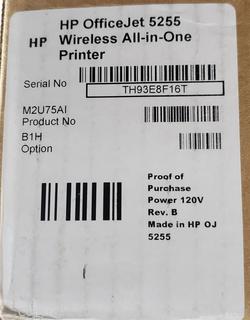 HP OfficeJet 5255
HP Wireless All-in-One
Printer
Serial No
TH93E8F16T
M2U75AI
Product No
B1H
Option
Proof of
Purchase
Power 120V
Rev. B
Made in HP OJ
5255